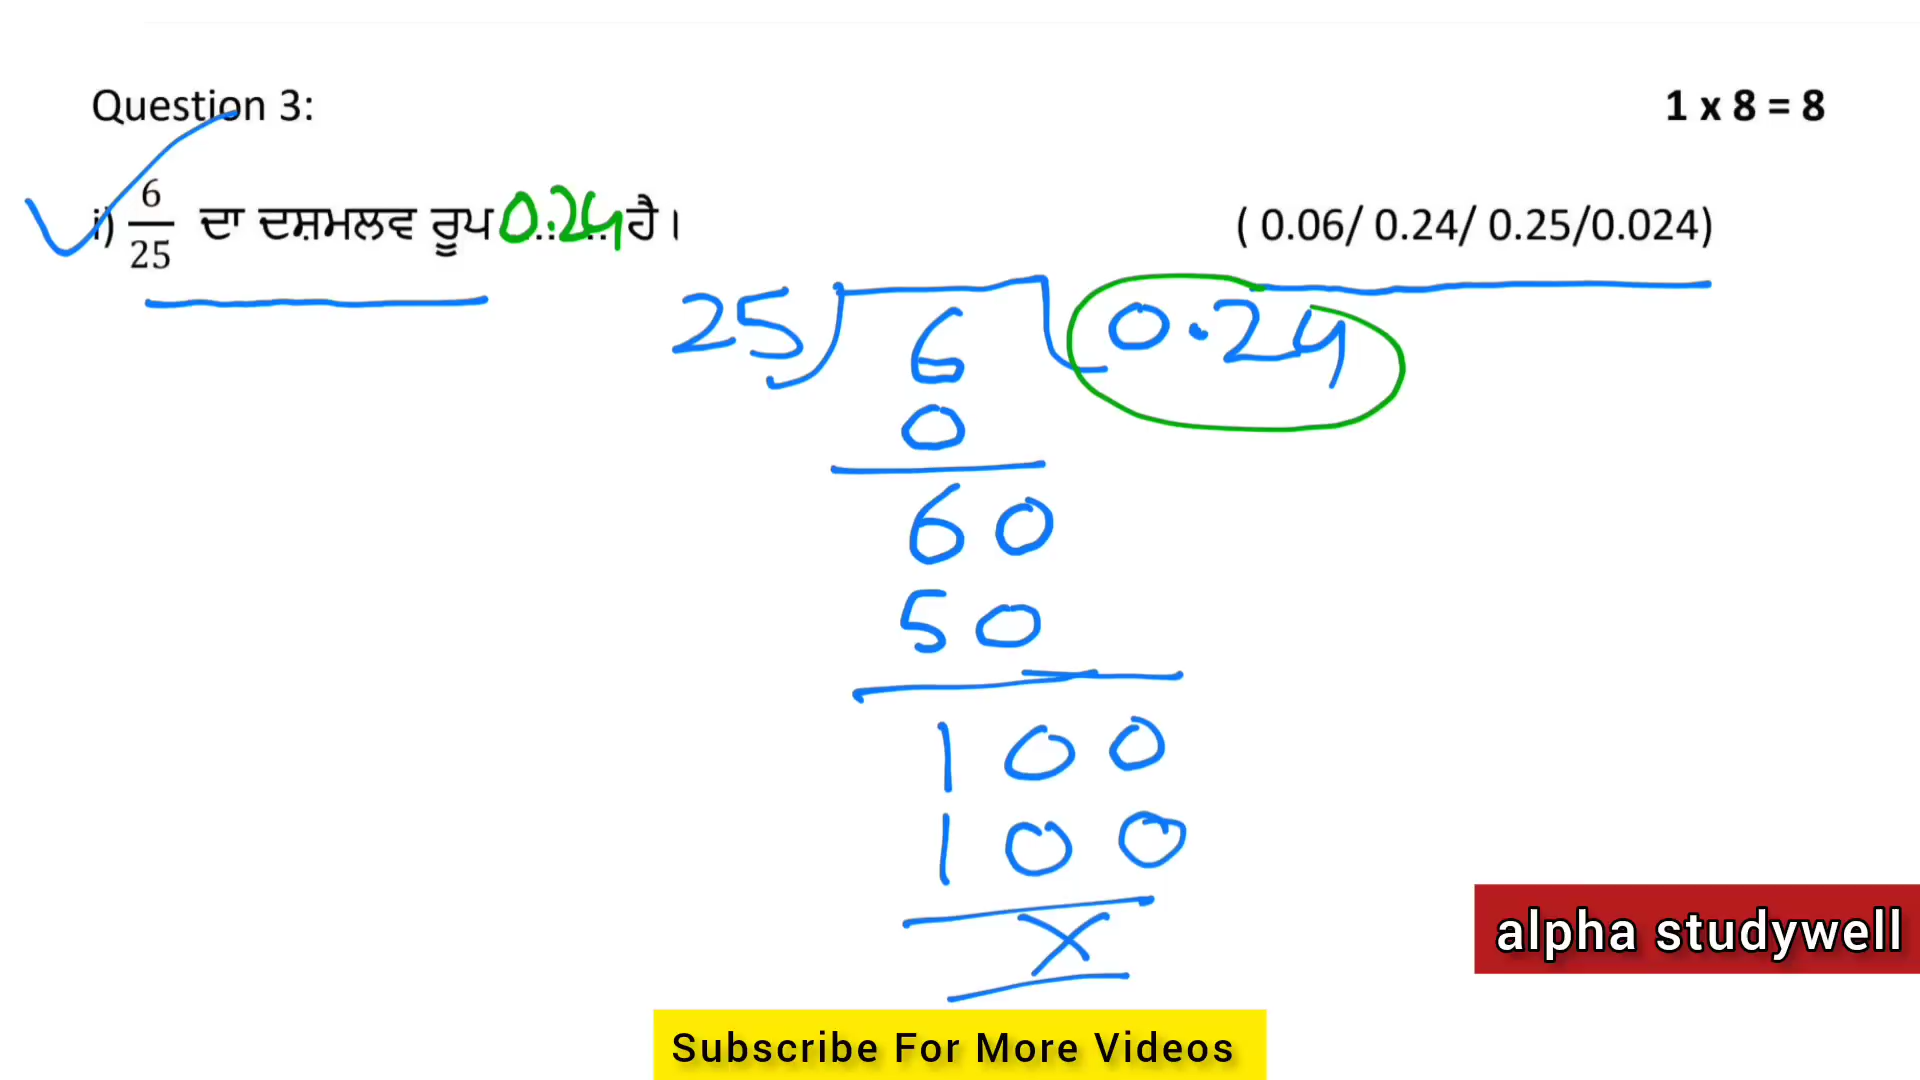 Question 3:
1 x 8 = 8
i) 6/25 ਦਾ ਦਸ਼ਮਲਵ ਰੂਪ 0.24 ਹੈ।
( 0.06/ 0.24/ 0.25/0.024)
25 6 0.24
0
60
50
100
100
x
alpha studywell
Subscribe For More Videos